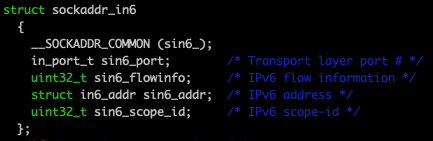 struct sockaddr_in6
{
__SOCKADDR_COMMON (sin6_);
in_port_t sin6_port; /* Transport layer port # */
uint32_t sin6_flowinfo; /* IPv6 flow information */
struct in6_addr sin6_addr; /* IPv6 address */
uint32_t sin6_scope_id; /* IPv6 scope-id */
};